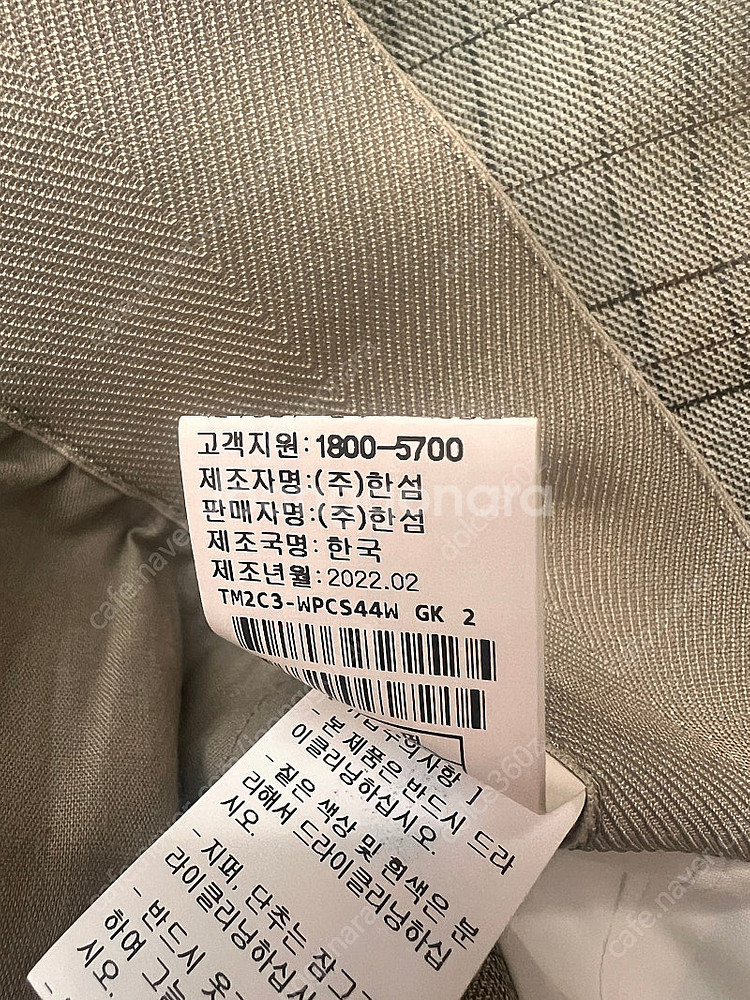 고객지원:1800-5700
제조자명:(주)한섬
판매자명:(주)한섬
제조국명: 한국
제조년월:2022.02
TM2C3-WPCS44W GK 2
- 본 제품은 반드시 드라
이클리닝하십시오.
- 짙은 색상 및 흰색은 분
리해서 드라이클리닝하십
시오.
- 지퍼, 단추는 잠그
라이클리닝하십시
- 반드시 옷
하여 그늘
시오.